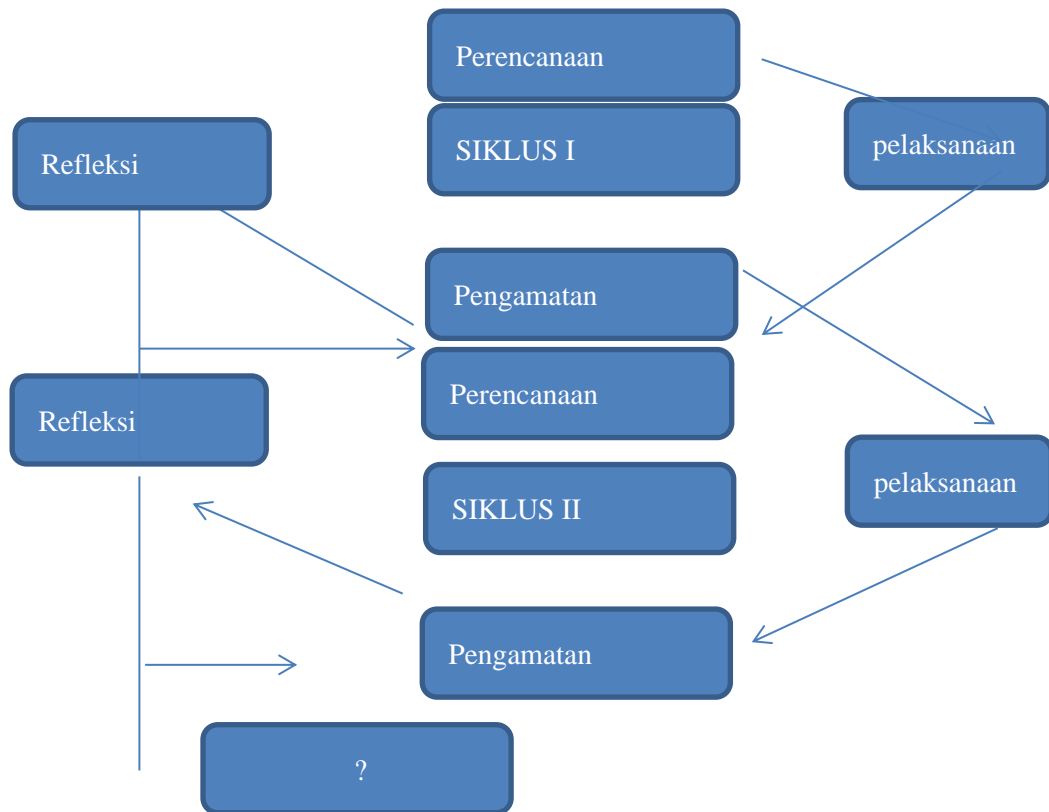 Perencanaan
SIKLUS I
pelaksanaan
Refleksi
Pengamatan
Perencanaan
Refleksi
pelaksanaan
SIKLUS II
Pengamatan
?